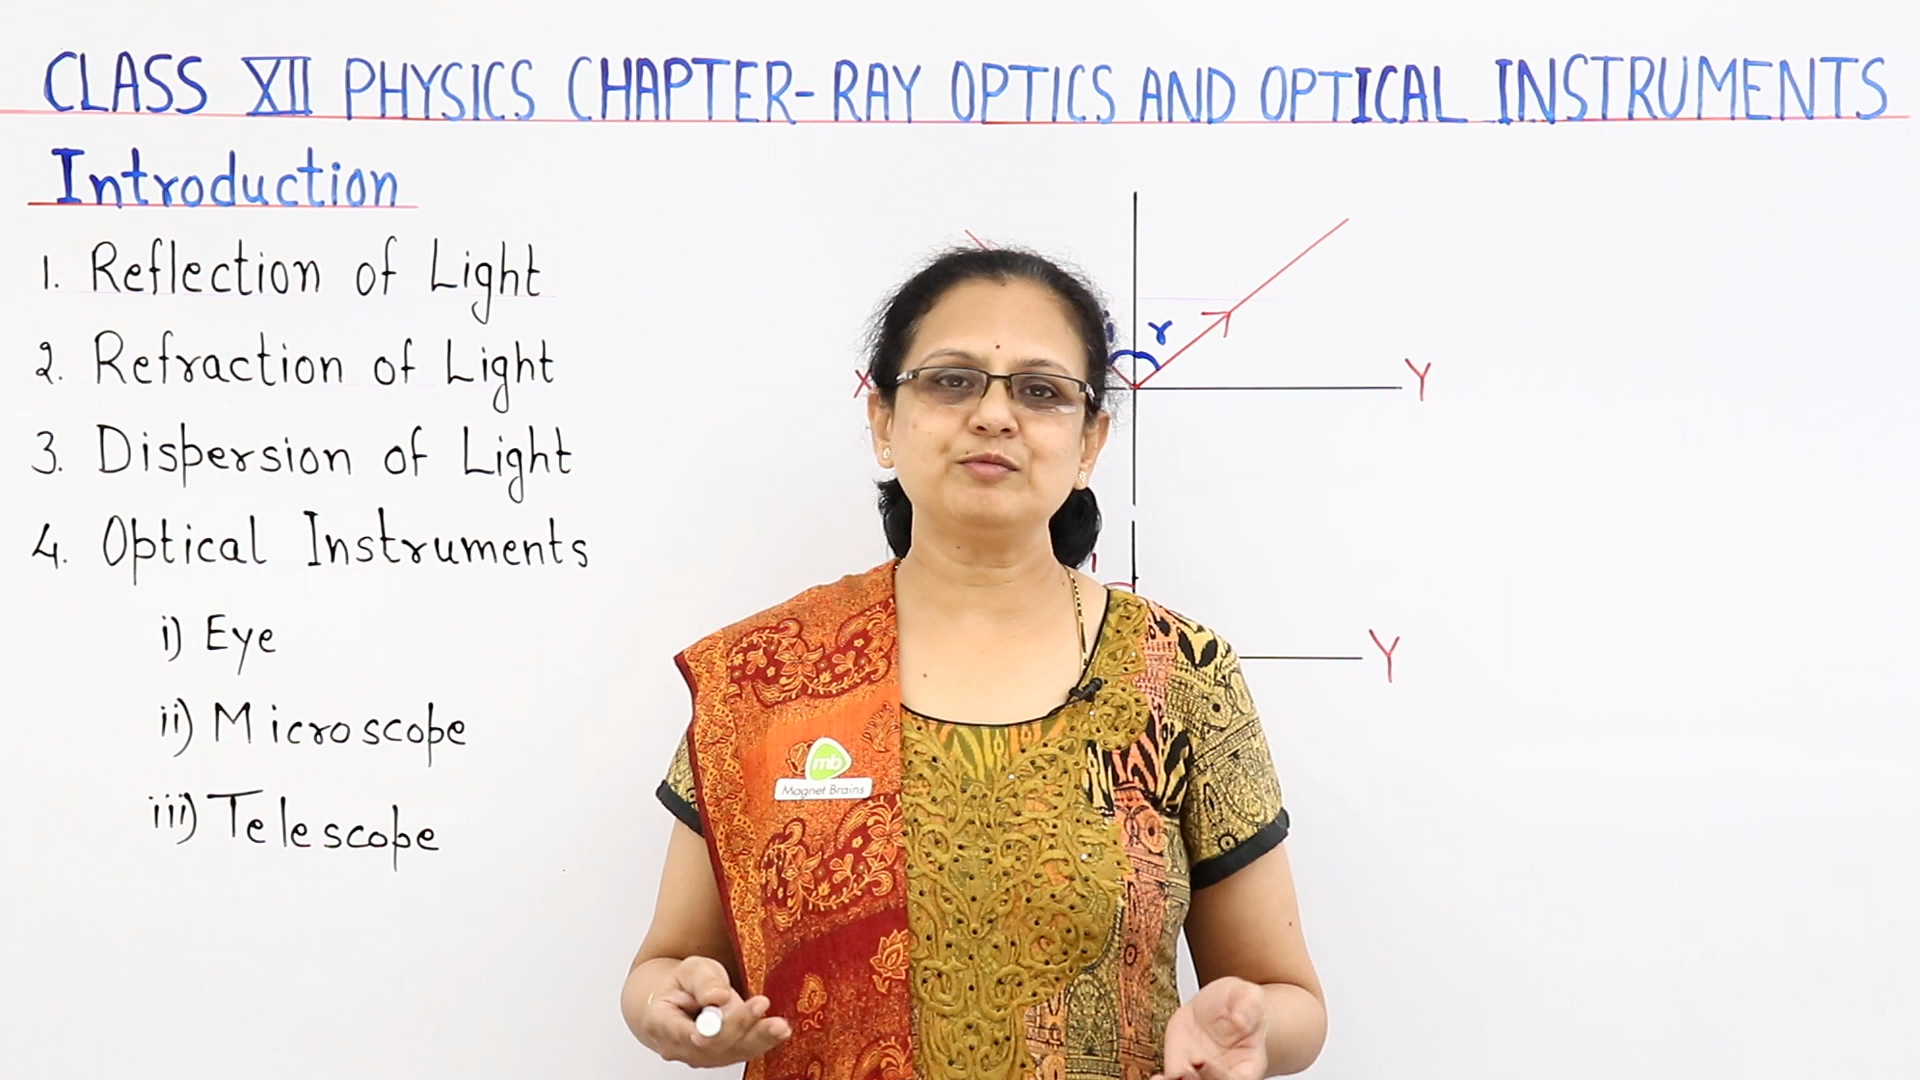 CLASS XII PHYSICS CHAPTER-RAY OPTICS AND OPTICAL INSTRUMENTS
Introduction
1. Reflection of Light
2. Refraction of Light
3. Dispersion of Light
4. Optical Instruments
i) Eye
ii) Microscope
iii) Telescope
r
X
Y
Y
mb
Magnet Brains